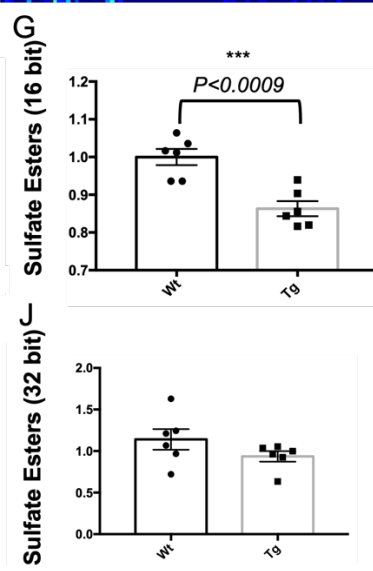 G
Sulfate Esters (16 bit)
***
P<0.0009
1.2
1.1
1.0
0.9
0.8
0.7
Wt
Tg
J
Sulfate Esters (32 bit)
2.0
1.5
1.0
0.5
0.0
Wt
Tg